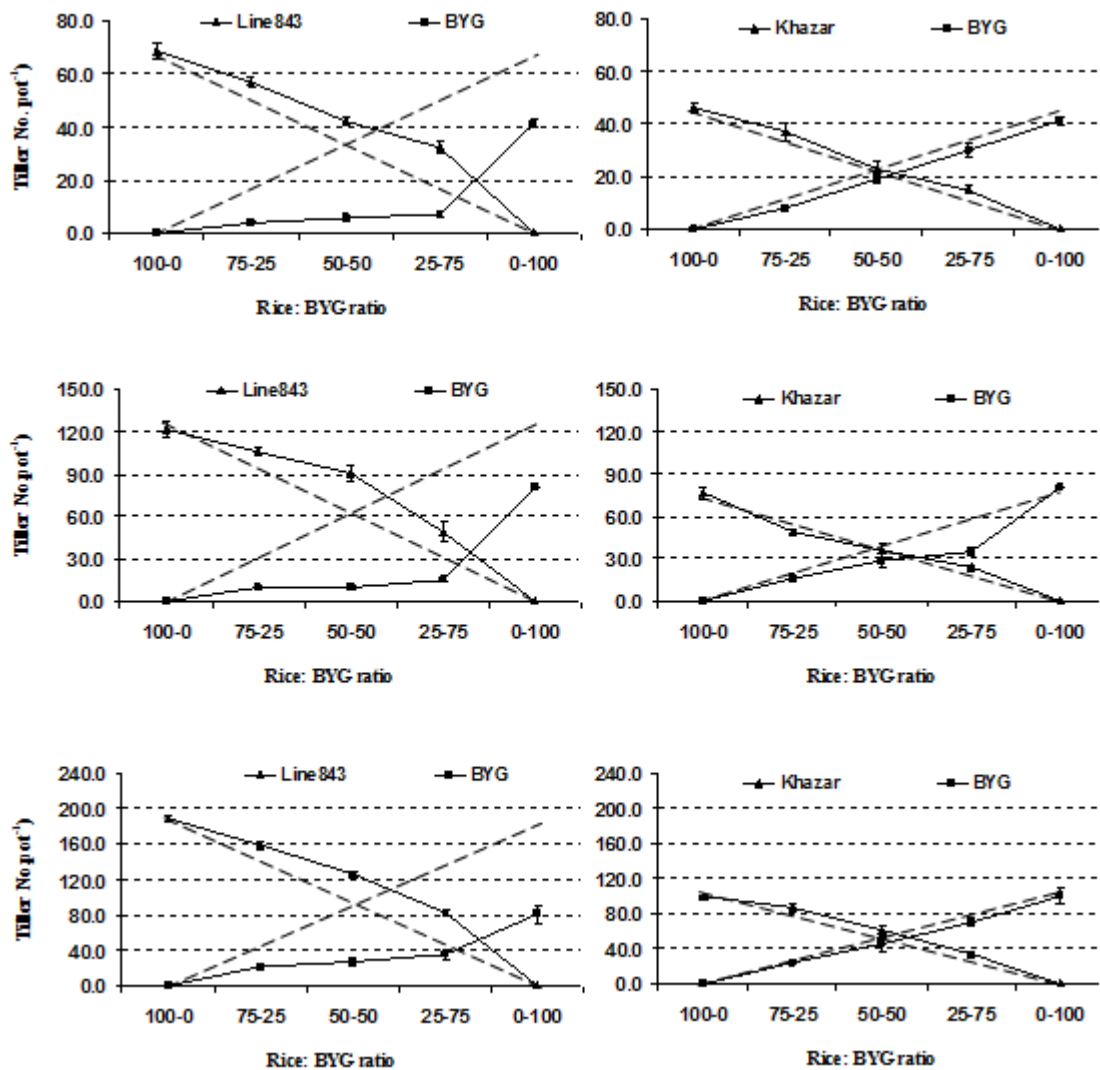 Line843 BYG
Tiller No. pot⁻¹)
80.0
60.0
40.0
20.0
0.0
100-0 75-25 50-50 25-75 0-100
Rice: BYG ratio
Khazar BYG
80.0
60.0
40.0
20.0
0.0
100-0 75-25 50-50 25-75 0-100
Rice: BYG ratio
Line843 BYG
Tiller No.pot⁻¹)
150.0
120.0
90.0
60.0
30.0
0.0
100-0 75-25 50-50 25-75 0-100
Rice: BYG ratio
Khazar BYG
150.0
120.0
90.0
60.0
30.0
0.0
100-0 75-25 50-50 25-75 0-100
Rice: BYG ratio
Line843 BYG
Tiller No.pot⁻¹)
240.0
200.0
160.0
120.0
80.0
40.0
0.0
100-0 75-25 50-50 25-75 0-100
Rice: BYG ratio
Khazar BYG
240.0
200.0
160.0
120.0
80.0
40.0
0.0
100-0 75-25 50-50 25-75 0-100
Rice: BYG ratio